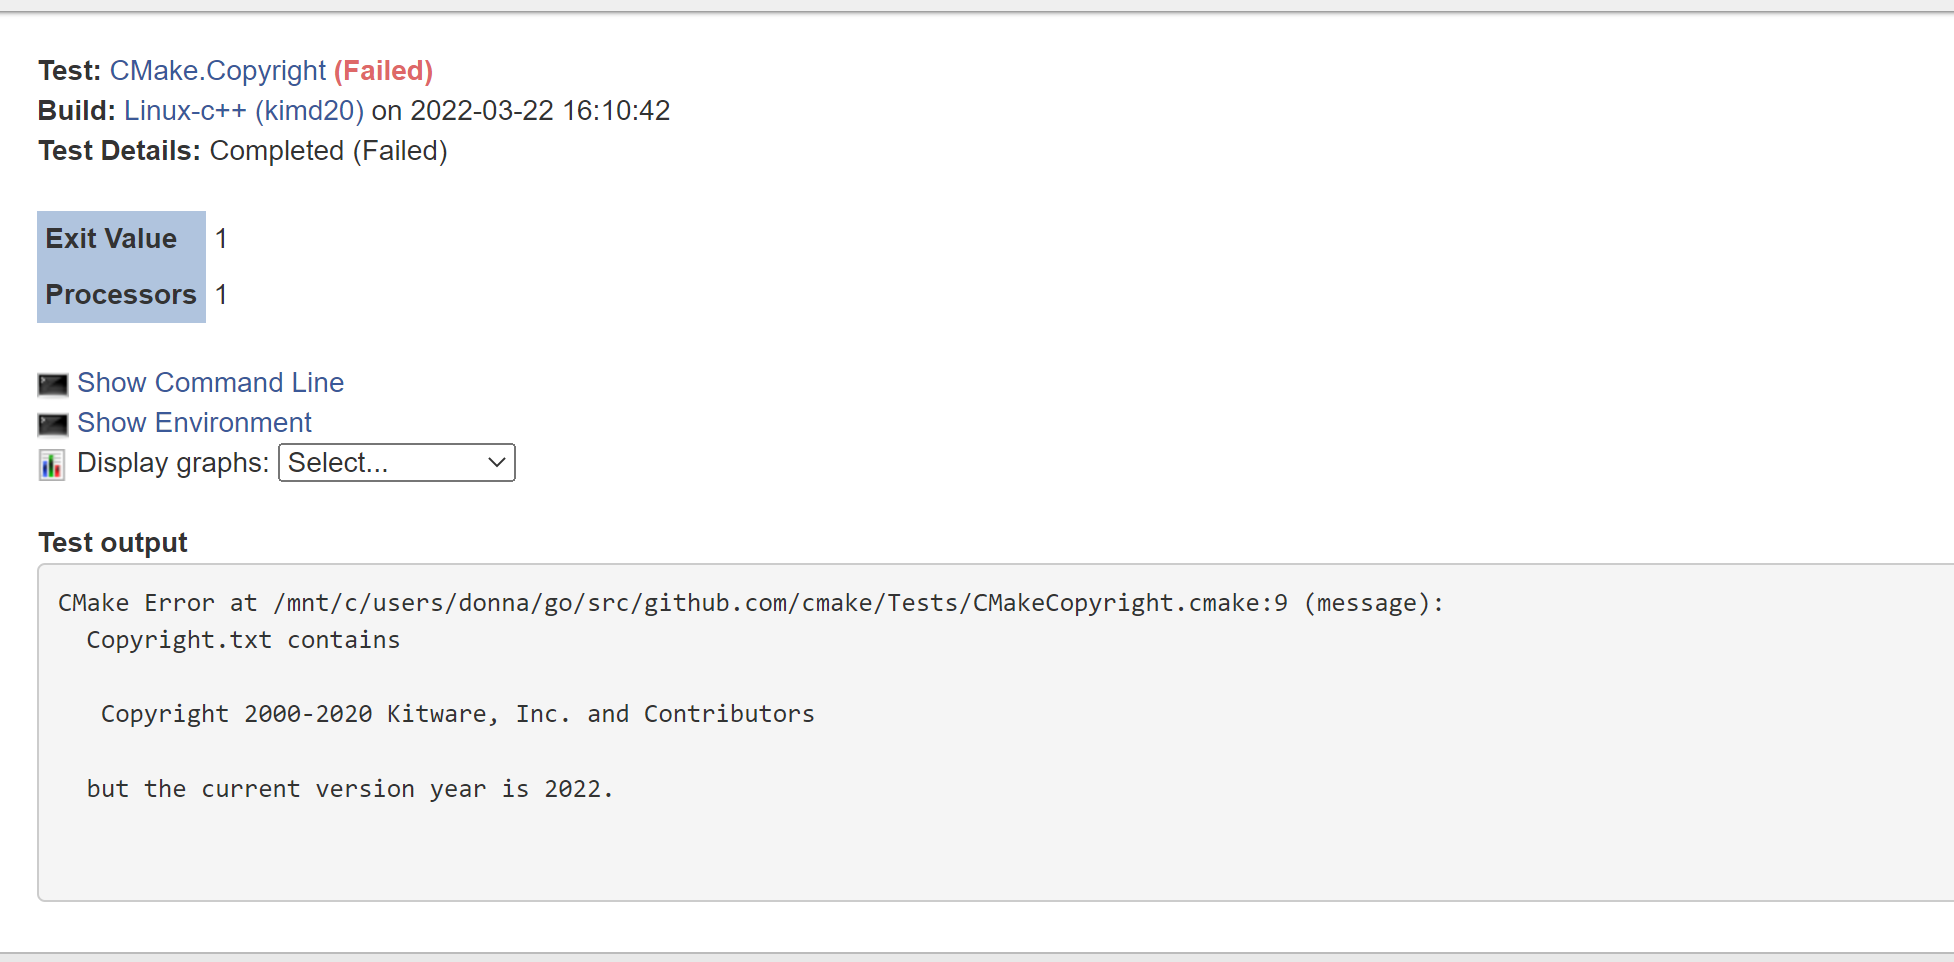 Test: CMake.Copyright (Failed)
Build: Linux-c++ (kimd20) on 2022-03-22 16:10:42
Test Details: Completed (Failed)
Exit Value 1
Processors 1
Show Command Line
Show Environment
Display graphs: Select...
Test output
CMake Error at /mnt/c/users/donna/go/src/github.com/cmake/Tests/CMakeCopyright.cmake:9 (message):
Copyright.txt contains
Copyright 2000-2020 Kitware, Inc. and Contributors
but the current version year is 2022.